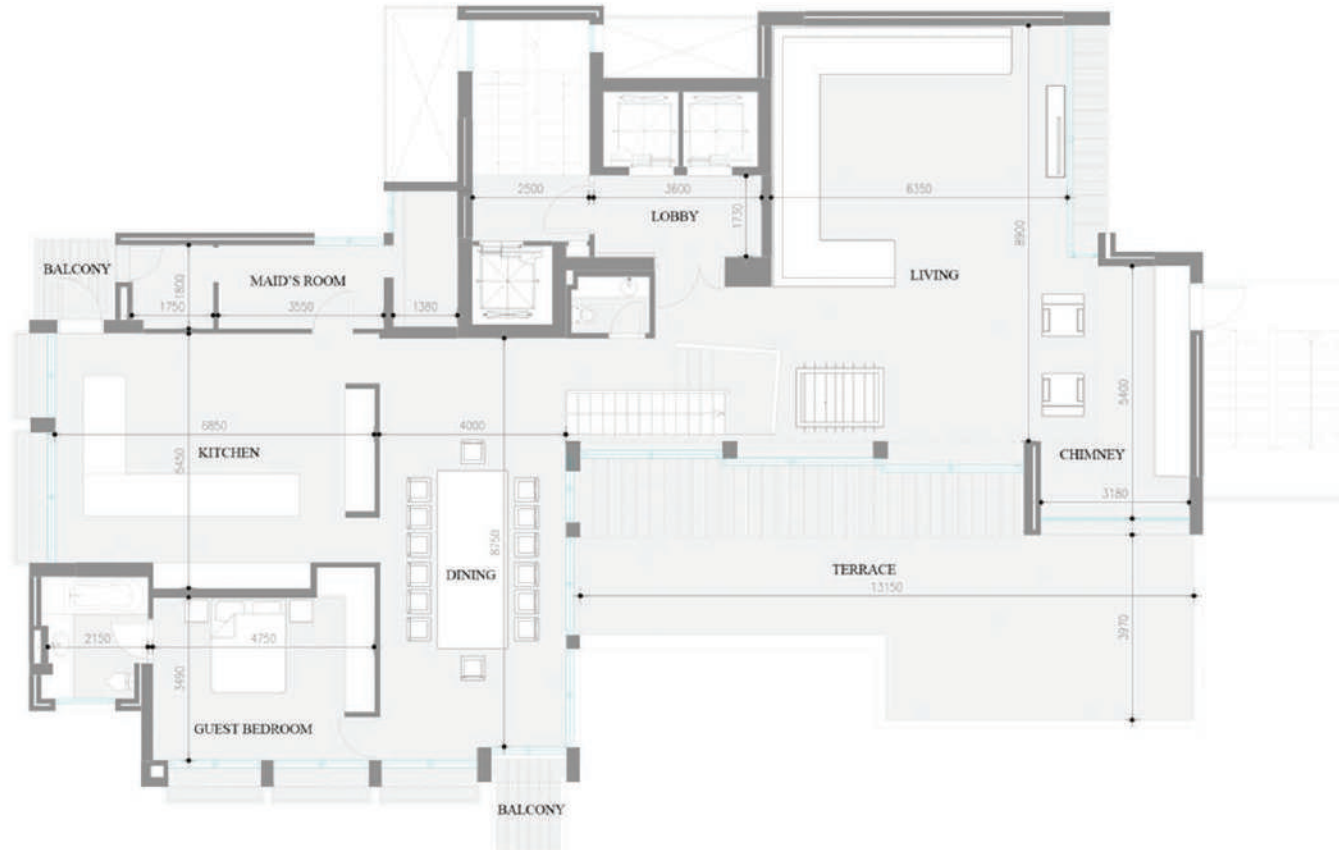 2500
3600
6350
LOBBY
1730
8900
BALCONY
MAID'S ROOM
LIVING
1800
1750
3550
1380
5400
6850
4000
KITCHEN
5450
CHIMNEY
3180
8750
DINING
TERRACE
13150
2150
4750
3970
3490
GUEST BEDROOM
BALCONY